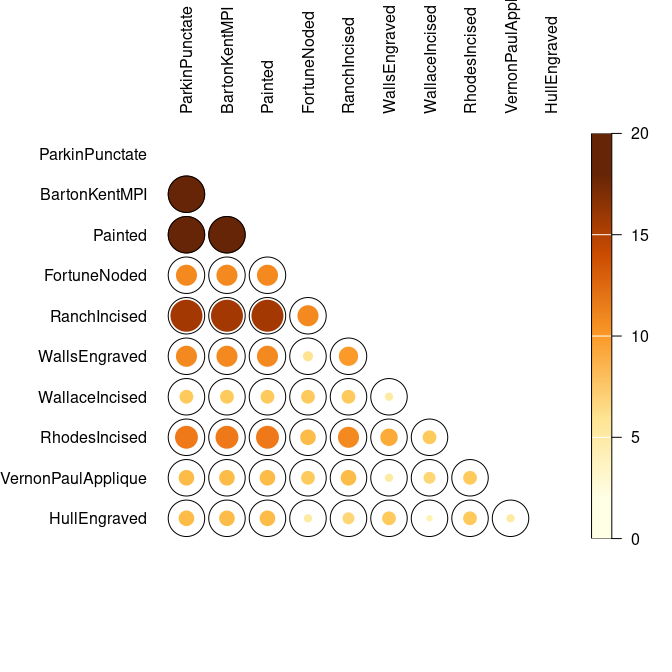 ParkinPunctate
BartonKentMPI
Painted
FortuneNoded
RanchIncised
WallsEngraved
WallaceIncised
RhodesIncised
VernonPaulAppl
HullEngraved
ParkinPunctate
BartonKentMPI
Painted
FortuneNoded
RanchIncised
WallsEngraved
WallaceIncised
RhodesIncised
VernonPaulApplique
HullEngraved
20
15
10
5
0